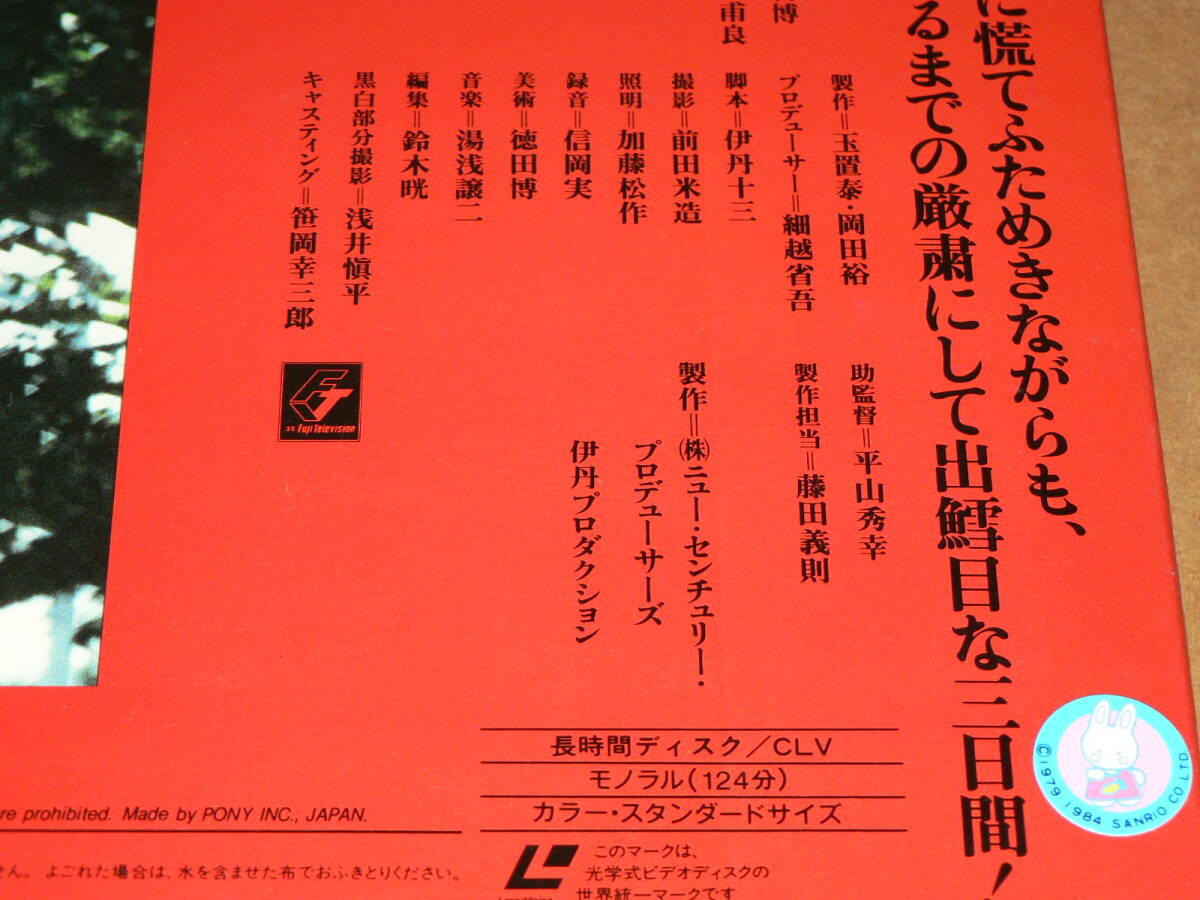 に慌てふためきながらも、
るまでの厳粛にして出鱈目な三日間!
博
甫良
製作=玉置泰・岡田裕
プロデューサー=細越省吾
脚本=伊丹十三
撮影=前田米造
照明=加藤松作
録音=信岡実
美術=徳田博
音楽=湯浅譲二
編集=鈴木晄
黒白部分撮影=浅井愼平
キャスティング=笹岡幸三郎
助監督=平山秀幸
製作担当=藤田義則
製作=㈱ニュー・センチュリー・
プロデューサーズ
伊丹プロダクション
Fuji Television
長時間ディスク/CLV
モノラル(124分)
カラー・スタンダードサイズ
re prohibited. Made by PONY INC., JAPAN.
せん。よごれた場合は、水を含ませた布でおふきとりください。
このマークは、
光学式ビデオディスクの
世界統一マークです
©1979 1984 SANRIO CO.LTD